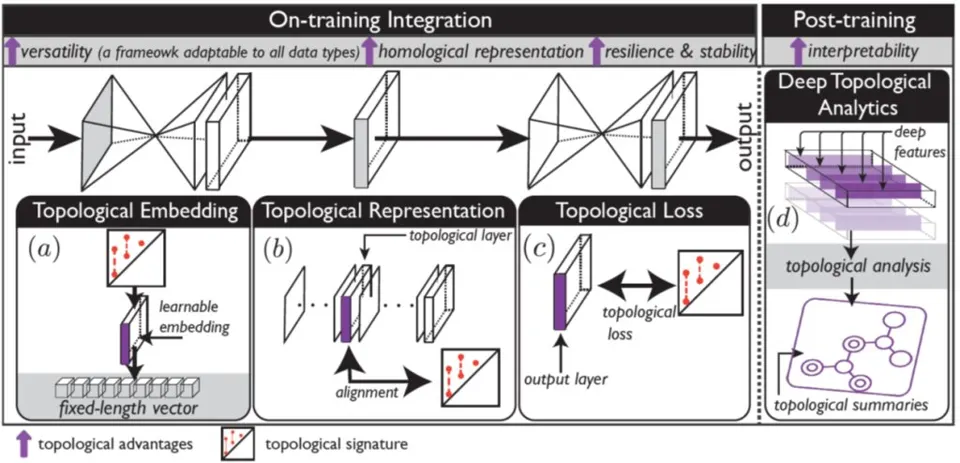 On-training Integration
Post-training
versatility (a frameowk adaptable to all data types)
homological representation
resilience & stability
interpretability
input
output
Topological Embedding
(a)
learnable
embedding
fixed-length vector
Topological Representation
(b)
topological layer
alignment
Topological Loss
(c)
topological
loss
output layer
Deep Topological
Analytics
deep
features
(d)
topological analysis
topological summaries
topological advantages
topological signature